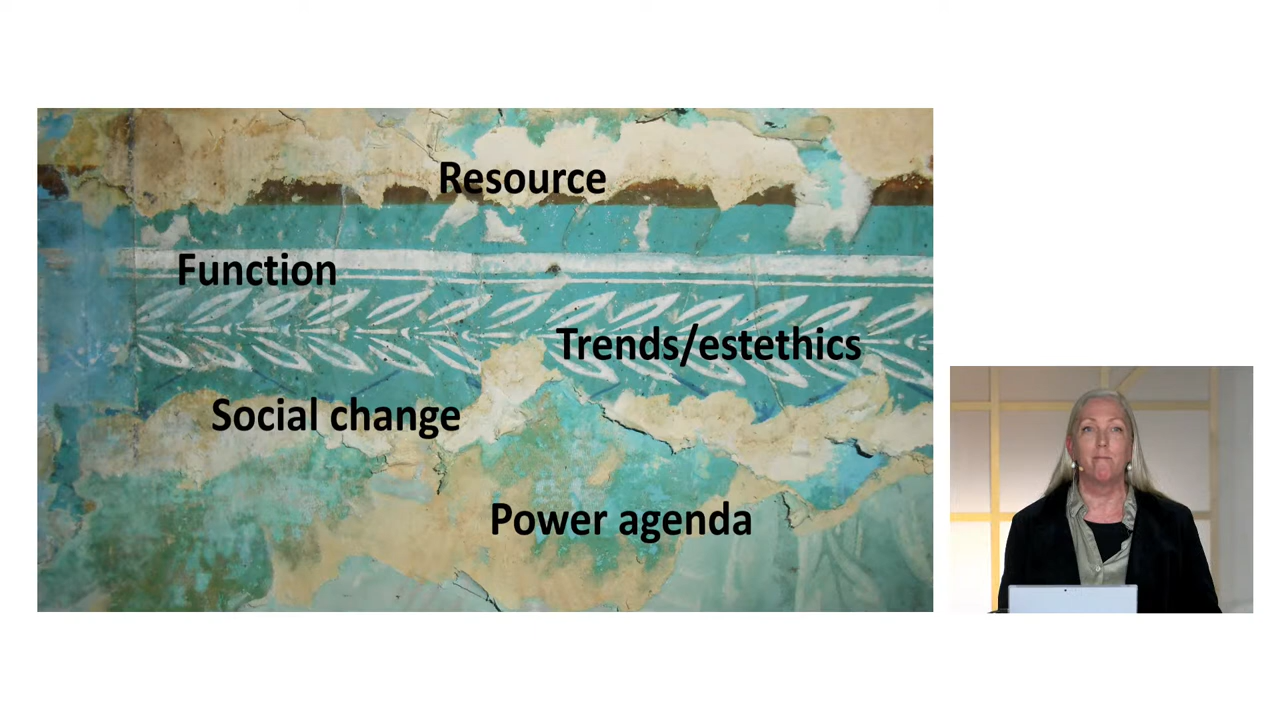 Resource
Function
Trends/estethics
Social change
Power agenda